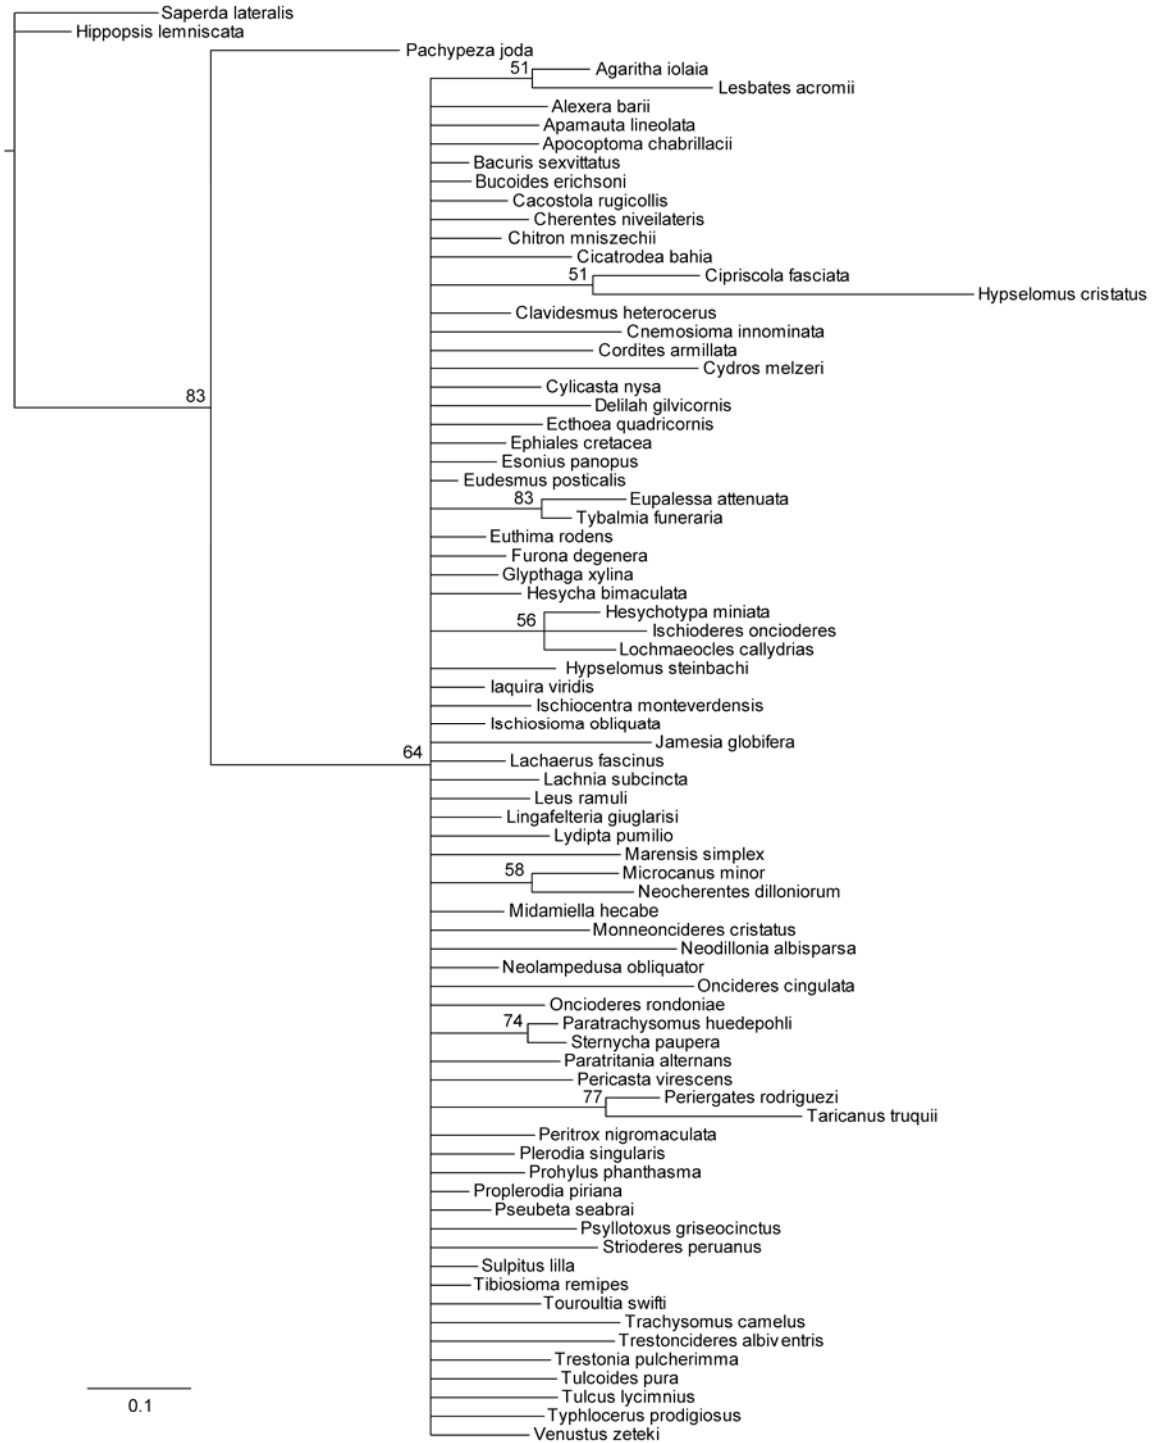 Saperda lateralis
Hippopsis lemniscata
Pachypeza joda
51
Agaritha iolaia
Lesbates acromii
Alexera barii
Apamauta lineolata
Apocoptoma chabrillacii
Bacuris sexvittatus
Bucoides erichsoni
Cacostola rugicollis
Cherentes niveilateris
Chitron mniszechii
Cicatrodea bahia
51
Cipriscola fasciata
Hypselomus cristatus
Clavidesmus heterocerus
Cnemosioma innominata
Cordites armillata
Cydros melzeri
Cylicasta nysa
83
Delilah gilvicornis
Ecthoea quadricornis
Ephiales cretacea
Esonius panopus
Eudesmus posticalis
83
Eupalessa attenuata
Tybalmia funeraria
Euthima rodens
Furona degenera
Glypthaga xylina
Hesycha bimaculata
56
Hesychotypa miniata
Ischioderes oncioderes
Lochmaeocles callydrias
Hypselomus steinbachi
Iaquira viridis
Ischiocentra monteverdensis
Ischiosioma obliquata
Jamesia globifera
64
Lachaerus fascinus
Lachnia subcincta
Leus ramuli
Lingafelteria giuglarisi
Lydipta pumilio
Marensis simplex
58
Microcanus minor
Neocherentes dilloniorum
Midamiella hecabe
Monneoncideres cristatus
Neodillonia albisparsa
Neolampedusa obliquator
Oncideres cingulata
Oncioderes rondoniae
74
Paratrachysomus huedepohli
Sternycha paupera
Paratritania alternans
Pericasta virescens
77
Periergates rodriguezi
Taricanus truquii
Peritrox nigromaculata
Plerodia singularis
Prohylus phanthasma
Proplerodia piriana
Pseubeta seabrai
Psyllotoxus griseocinctus
Strioderes peruanus
Sulpitus lilla
Tibiosioma remipes
Touroultia swifti
Trachysomus camelus
Trestoncideres albiventris
Trestonia pulcherimma
Tulcoides pura
Tulcus lycimnius
Typhlocerus prodigiosus
Venustus zeteki
0.1